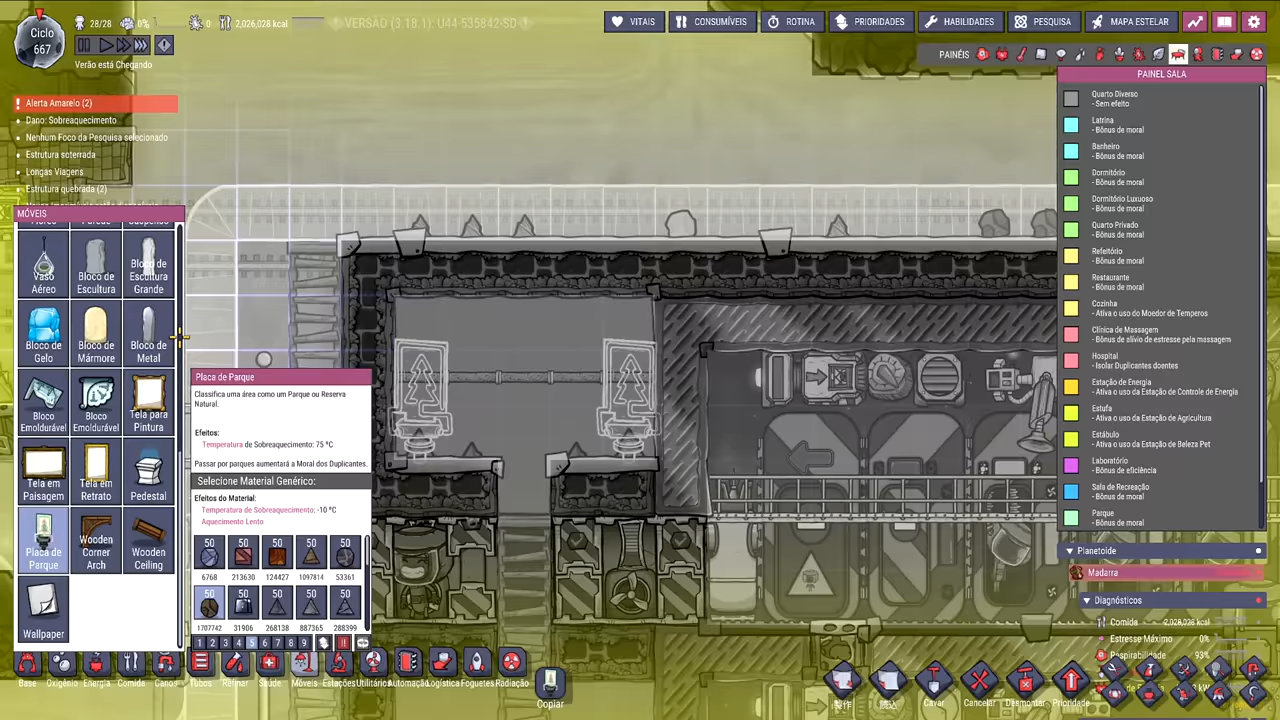 Ciclo
667
28/28
0%
0
2,026,028 kcal
VERSÃO (3.18.1): U44-535842-SD
VITAIS
CONSUMÍVEIS
ROTINA
PRIORIDADES
HABILIDADES
PESQUISA
MAPA ESTELAR
Verão está Chegando
PAINÉIS
Alerta Amarelo (2)
Dano: Sobreaquecimento
Nenhum Foco da Pesquisa selecionado
Estrutura soterrada
Longas Viagens
Estrutura quebrada (2)
MÓVEIS
Vaso Aéreo
Bloco de Escultura
Bloco de Escultura Grande
Bloco de Gelo
Bloco de Mármore
Bloco de Metal
Bloco Emoldurável
Bloco Emoldurável
Tela para Pintura
Tela em Paisagem
Tela em Retrato
Pedestal
Placa de Parque
Wooden Corner Arch
Wooden Ceiling
Wallpaper
Placa de Parque
Classifica uma área como um Parque ou Reserva
Natural.
Efeitos:
Temperatura de Sobreaquecimento: 75 ºC
Passar por parques aumentará a Moral dos Duplicantes.
Selecione Material Genérico:
Efeitos do Material:
Temperatura de Sobreaquecimento: -10 ºC
Aquecimento Lento
50 50 50 50 50
6768 213630 124427 1097814 53361
50 50 50 50 50
1707742 31906 268138 887365 288399
1 2 3 4 5 6 7 8 9
PAINEL SALA
Quarto Diverso
- Sem efeito
Latrina
- Bônus de moral
Banheiro
- Bônus de moral
Dormitório
- Bônus de moral
Dormitório Luxuoso
- Bônus de moral
Quarto Privado
- Bônus de moral
Refeitório
- Bônus de moral
Restaurante
- Bônus de moral
Cozinha
- Ativa o uso do Moedor de Temperos
Clínica de Massagem
- Bônus de alívio de estresse pela massagem
Hospital
- Isolar Duplicantes doentes
Estação de Energia
- Ativa o uso da Estação de Controle de Energia
Estufa
- Ativa o uso da Estação de Agricultura
Estábulo
- Ativa o uso da Estação de Beleza Pet
Laboratório
- Bônus de eficiência
Sala de Recreação
- Bônus de moral
Parque
- Bônus de moral
Planetoide
Madarra
Diagnósticos
Comida 2,028,028 kcal
Estresse Máximo 0%
Respirabilidade 93%
Base
Oxigênio
Energia
Comida
Canos
Tubos
Refinar
Saúde
Móveis
Estações
Utilitários
Automação
Logística
Foguetes
Radiação
Copiar
Cavar
Cancelar
Desmontar
Prioridade